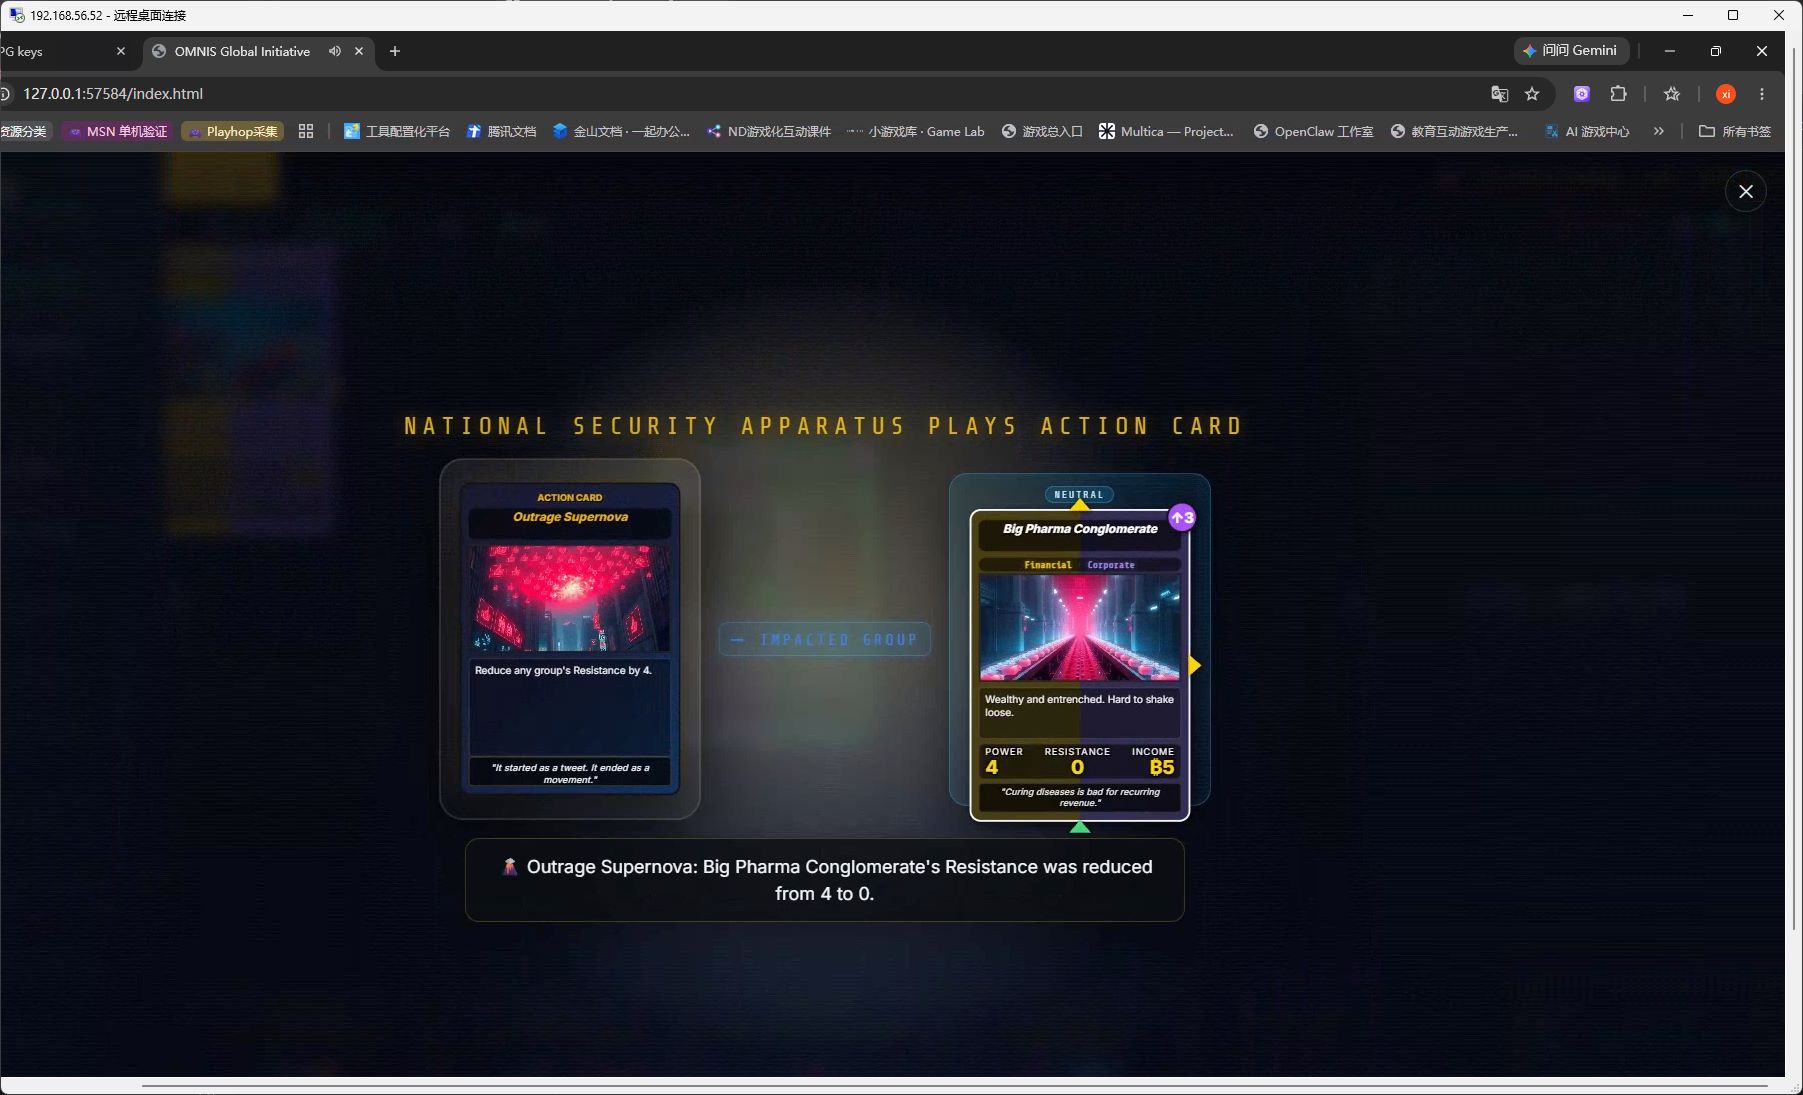 192.168.56.52 - 远程桌面连接
PG keys
OMNIS Global Initiative
问问 Gemini
127.0.0.1:57584/index.html
xi
资源分类
MSN 单机验证
Playhop采集
工具配置化平台
腾讯文档
金山文档 · 一起办公...
ND游戏化互动课件
小游戏库 · Game Lab
游戏总入口
Multica — Project...
OpenClaw 工作室
教育互动游戏生产...
AI 游戏中心
所有书签
NATIONAL SECURITY APPARATUS PLAYS ACTION CARD
ACTION CARD
Outrage Supernova
Reduce any group's Resistance by 4.
"It started as a tweet. It ended as a
movement."
— IMPACTED GROUP
NEUTRAL
↑3
Big Pharma Conglomerate
Financial Corporate
Wealthy and entrenched. Hard to shake
loose.
POWER RESISTANCE INCOME
4 0 ฿5
"Curing diseases is bad for recurring
revenue."
🌋 Outrage Supernova: Big Pharma Conglomerate's Resistance was reduced
from 4 to 0.